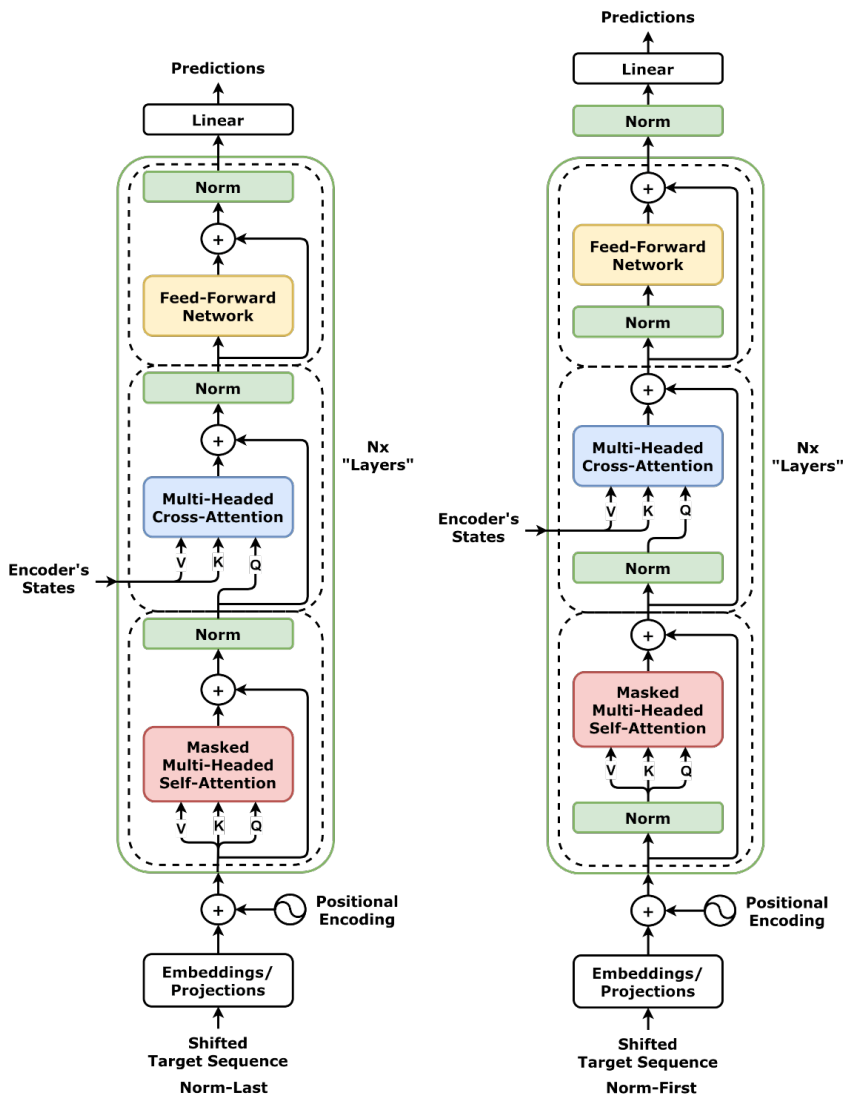 Predictions
Linear
Norm
+
Feed-Forward
Network
Norm
+
Nx
"Layers"
Multi-Headed
Cross-Attention
V
K
Q
Encoder's
States
Norm
+
Masked
Multi-Headed
Self-Attention
V
K
Q
+
Positional
Encoding
Embeddings/
Projections
Shifted
Target Sequence
Norm-Last
Predictions
Linear
Norm
+
Feed-Forward
Network
Norm
+
Nx
"Layers"
Multi-Headed
Cross-Attention
V
K
Q
Encoder's
States
Norm
+
Masked
Multi-Headed
Self-Attention
V
K
Q
Norm
+
Positional
Encoding
Embeddings/
Projections
Shifted
Target Sequence
Norm-First